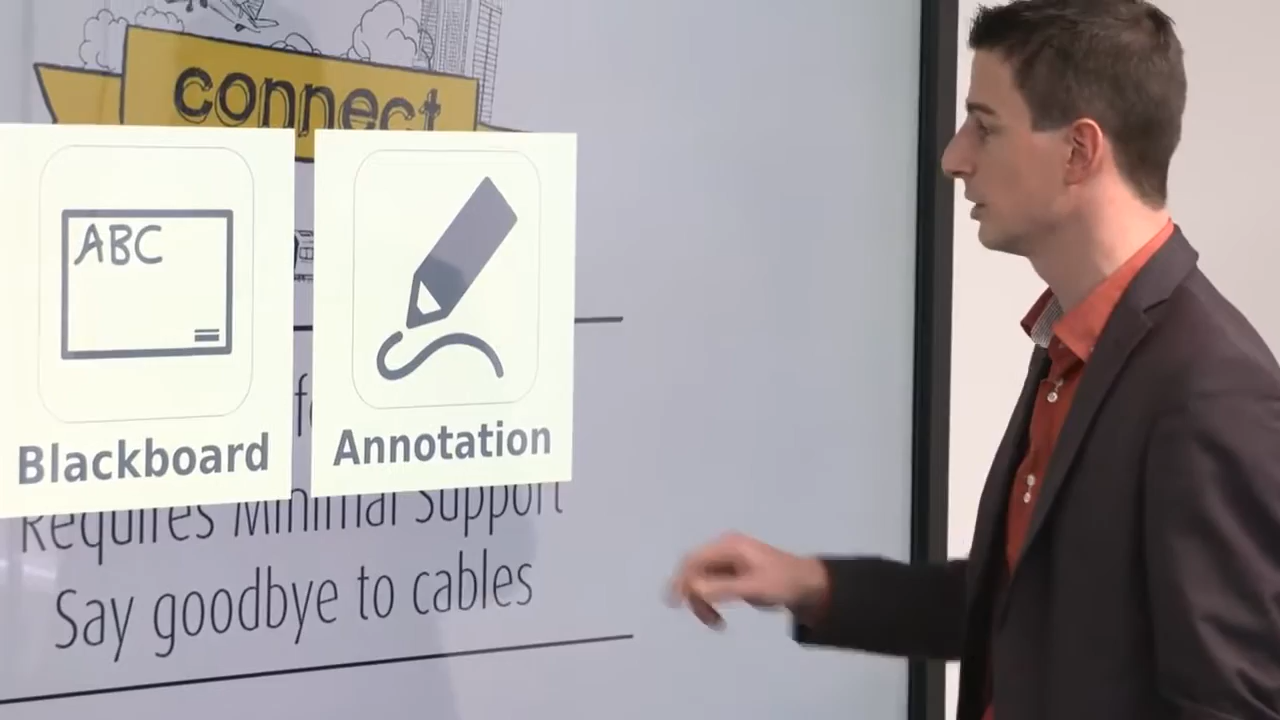 connect
ABC
Blackboard
Annotation
Requires Minimal Support
Say goodbye to cables